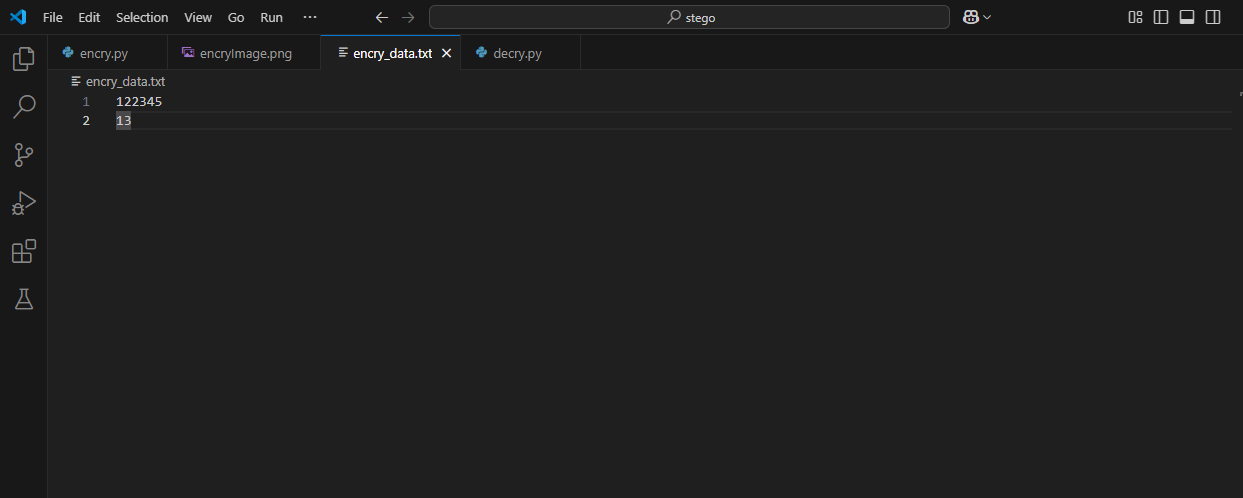 File Edit Selection View Go Run ··· stego
encry.py encryImage.png encry_data.txt decry.py
encry_data.txt
1 122345
2 13